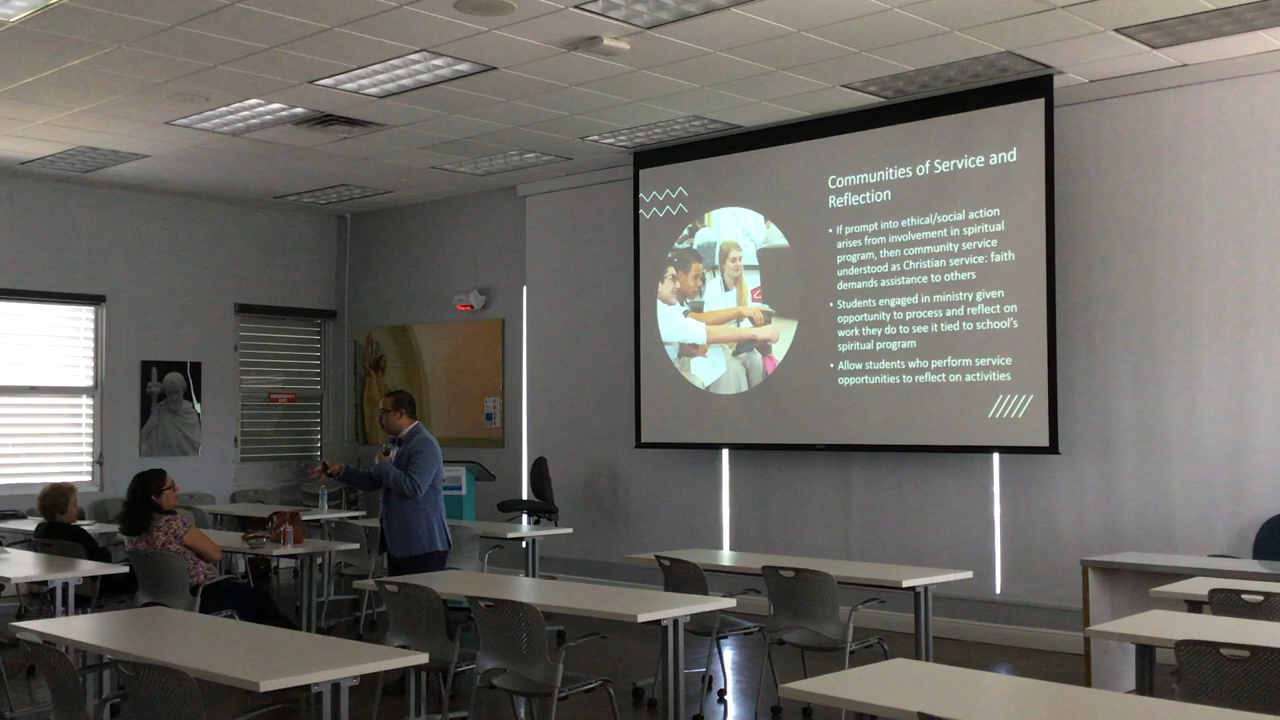 Communities of Service and
Reflection
• If prompt into ethical/social action
arises from involvement in spiritual
program, then community service
understood as Christian service: faith
demands assistance to others
• Students engaged in ministry given
opportunity to process and reflect on
work they do to see it tied to school's
spiritual program
• Allow students who perform service
opportunities to reflect on activities